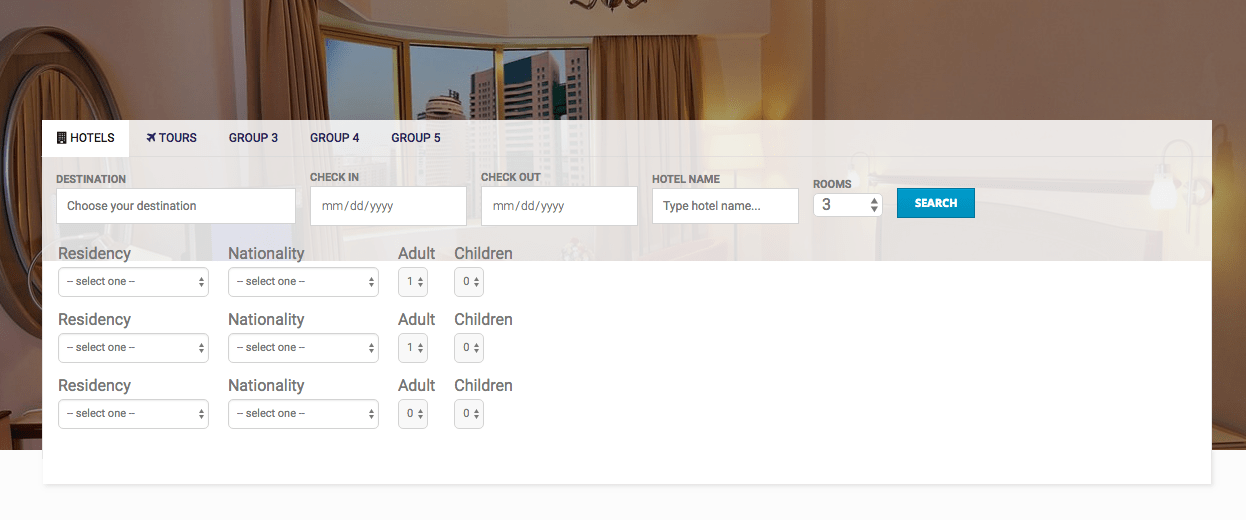 HOTELS TOURS GROUP 3 GROUP 4 GROUP 5
DESTINATION CHECK IN CHECK OUT HOTEL NAME ROOMS
Choose your destination mm/dd/yyyy mm/dd/yyyy Type hotel name... 3 SEARCH
Residency Nationality Adult Children
-- select one -- -- select one -- 1 0
Residency Nationality Adult Children
-- select one -- -- select one -- 1 0
Residency Nationality Adult Children
-- select one -- -- select one -- 0 0